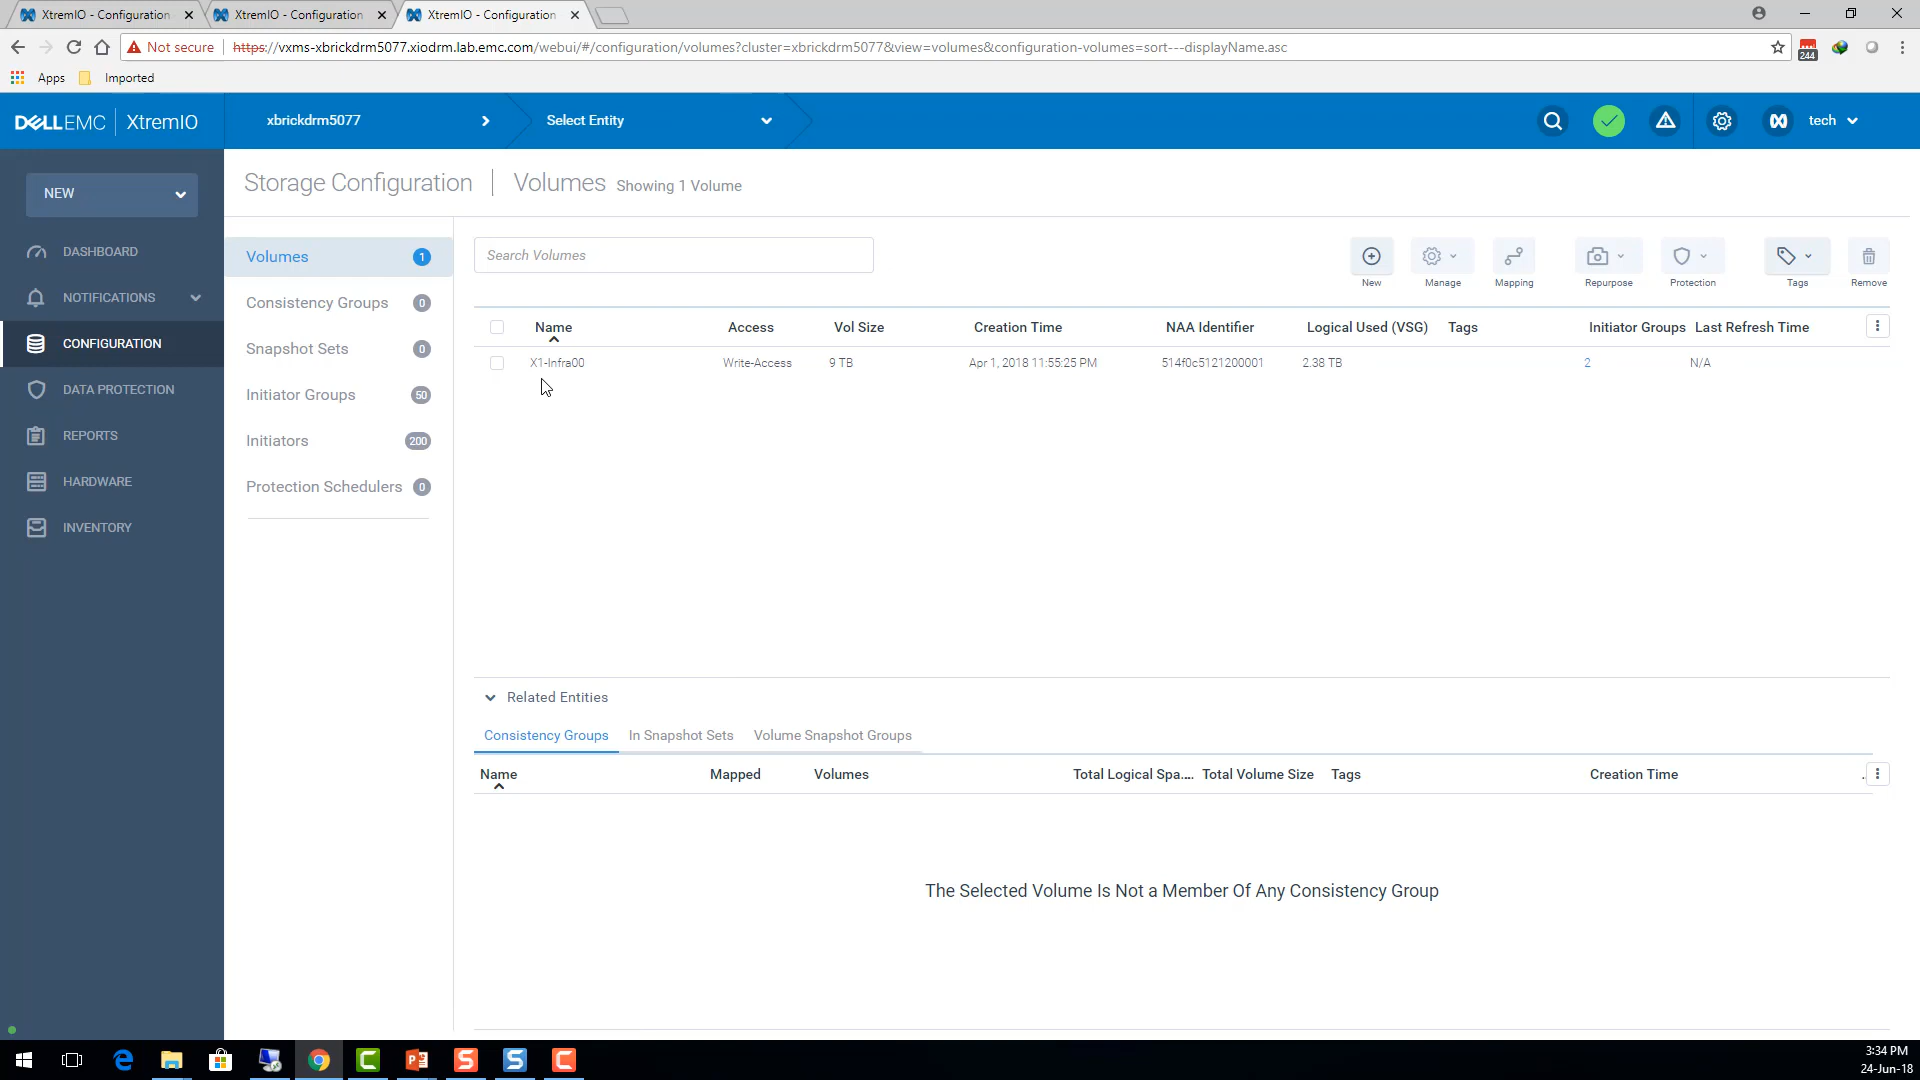 XtremIO - Configuration
XtremIO - Configuration
XtremIO - Configuration
Not secure https://vxms-xbrickdrm5077.xiodrm.lab.emc.com/webui/#/configuration/volumes?cluster=xbrickdrm5077&view=volumes&configuration-volumes=sort---displayName.asc
244
Apps Imported
DELLEMC XtremIO xbrickdrm5077 Select Entity tech
NEW
DASHBOARD
NOTIFICATIONS
CONFIGURATION
DATA PROTECTION
REPORTS
HARDWARE
INVENTORY
Storage Configuration | Volumes Showing 1 Volume
Volumes 1
Consistency Groups 0
Snapshot Sets 0
Initiator Groups 50
Initiators 200
Protection Schedulers 0
Search Volumes
New Manage Mapping Repurpose Protection Tags Remove
Name Access Vol Size Creation Time NAA Identifier Logical Used (VSG) Tags Initiator Groups Last Refresh Time
X1-Infra00 Write-Access 9 TB Apr 1, 2018 11:55:25 PM 514f0c5121200001 2.38 TB 2 N/A
Related Entities
Consistency Groups In Snapshot Sets Volume Snapshot Groups
Name Mapped Volumes Total Logical Spa.... Total Volume Size Tags Creation Time .
The Selected Volume Is Not a Member Of Any Consistency Group
3:34 PM
24-Jun-18